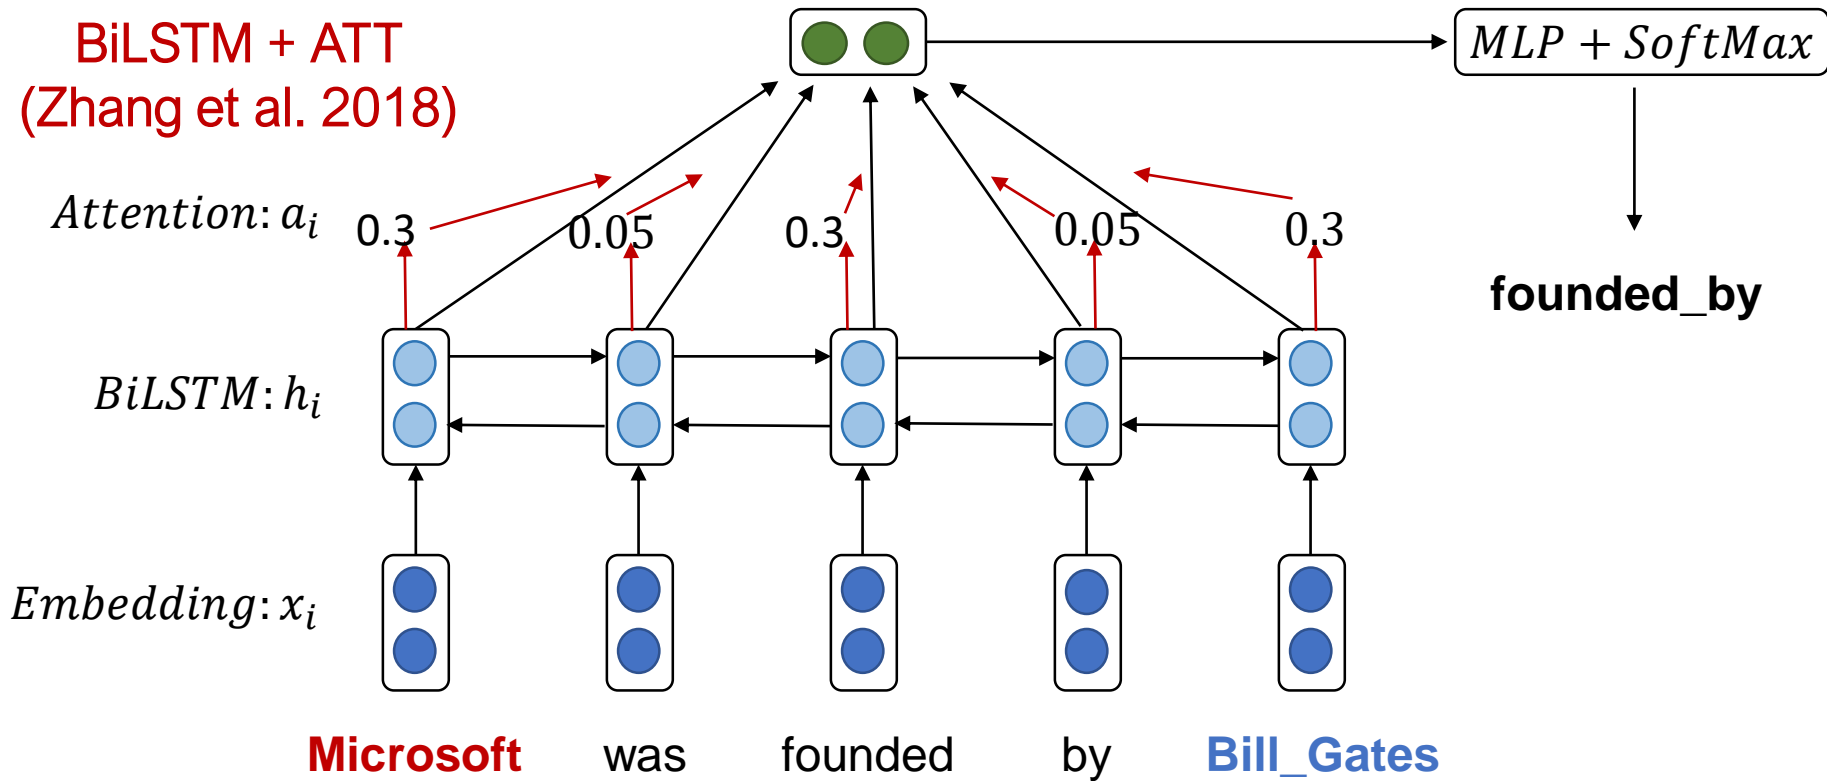 BiLSTM + ATT
(Zhang et al. 2018)
MLP + SoftMax
Attention: a_i 0.3 0.05 0.3 0.05 0.3
founded_by
BiLSTM: h_i
Embedding: x_i
Microsoft was founded by Bill_Gates